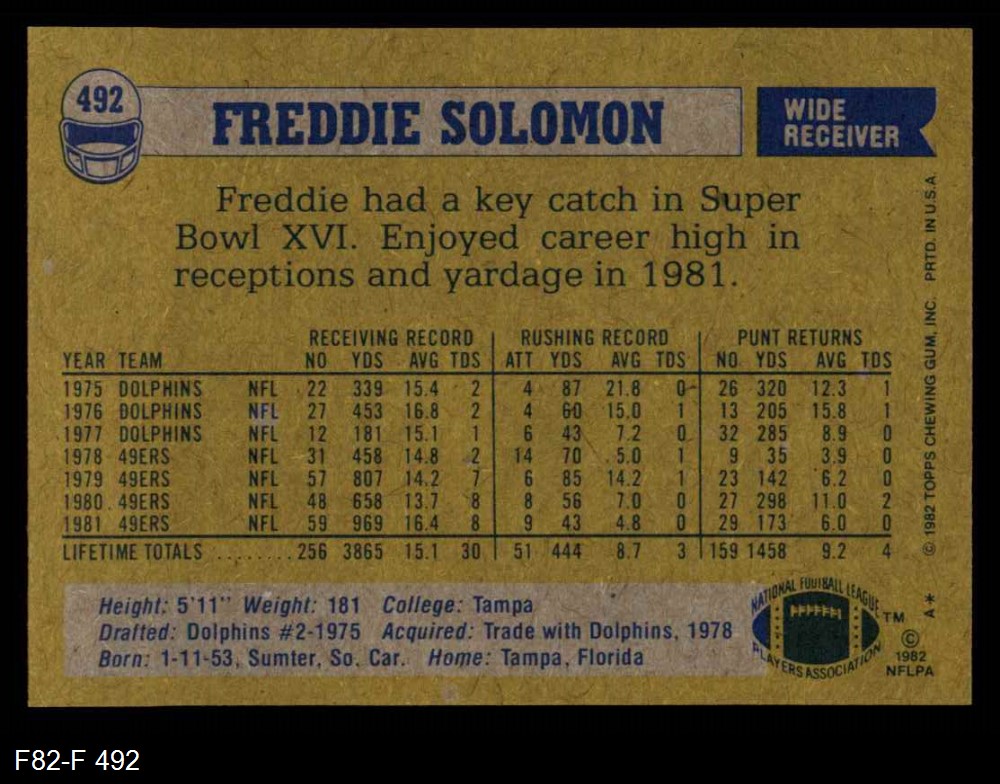 492
FREDDIE SOLOMON
WIDE
RECEIVER
Freddie had a key catch in Super
Bowl XVI. Enjoyed career high in
receptions and yardage in 1981.
RECEIVING RECORD RUSHING RECORD PUNT RETURNS
YEAR TEAM NO YDS AVG TDS ATT YDS AVG TDS NO YDS AVG TDS
1975 DOLPHINS NFL 22 339 15.4 2 4 87 21.8 0 26 320 12.3 1
1976 DOLPHINS NFL 27 453 16.8 2 4 60 15.0 1 13 205 15.8 1
1977 DOLPHINS NFL 12 181 15.1 1 6 43 7.2 0 32 285 8.9 0
1978 49ERS NFL 31 458 14.8 2 14 70 5.0 1 9 35 3.9 0
1979 49ERS NFL 57 807 14.2 7 6 85 14.2 1 23 142 6.2 0
1980 49ERS NFL 48 658 13.7 8 8 56 7.0 0 27 298 11.0 2
1981 49ERS NFL 59 969 16.4 8 9 43 4.8 0 29 173 6.0 0
LIFETIME TOTALS ........ 256 3865 15.1 30 51 444 8.7 3 159 1458 9.2 4
Height: 5'11" Weight: 181 College: Tampa
Drafted: Dolphins #2-1975 Acquired: Trade with Dolphins, 1978
Born: 1-11-53, Sumter, So. Car. Home: Tampa, Florida
NATIONAL FOOTBALL LEAGUE
PLAYERS ASSOCIATION
TM
©
1982
NFLPA
A* © 1982 TOPPS CHEWING GUM, INC. PRTD. IN U.S.A
F82-F 492